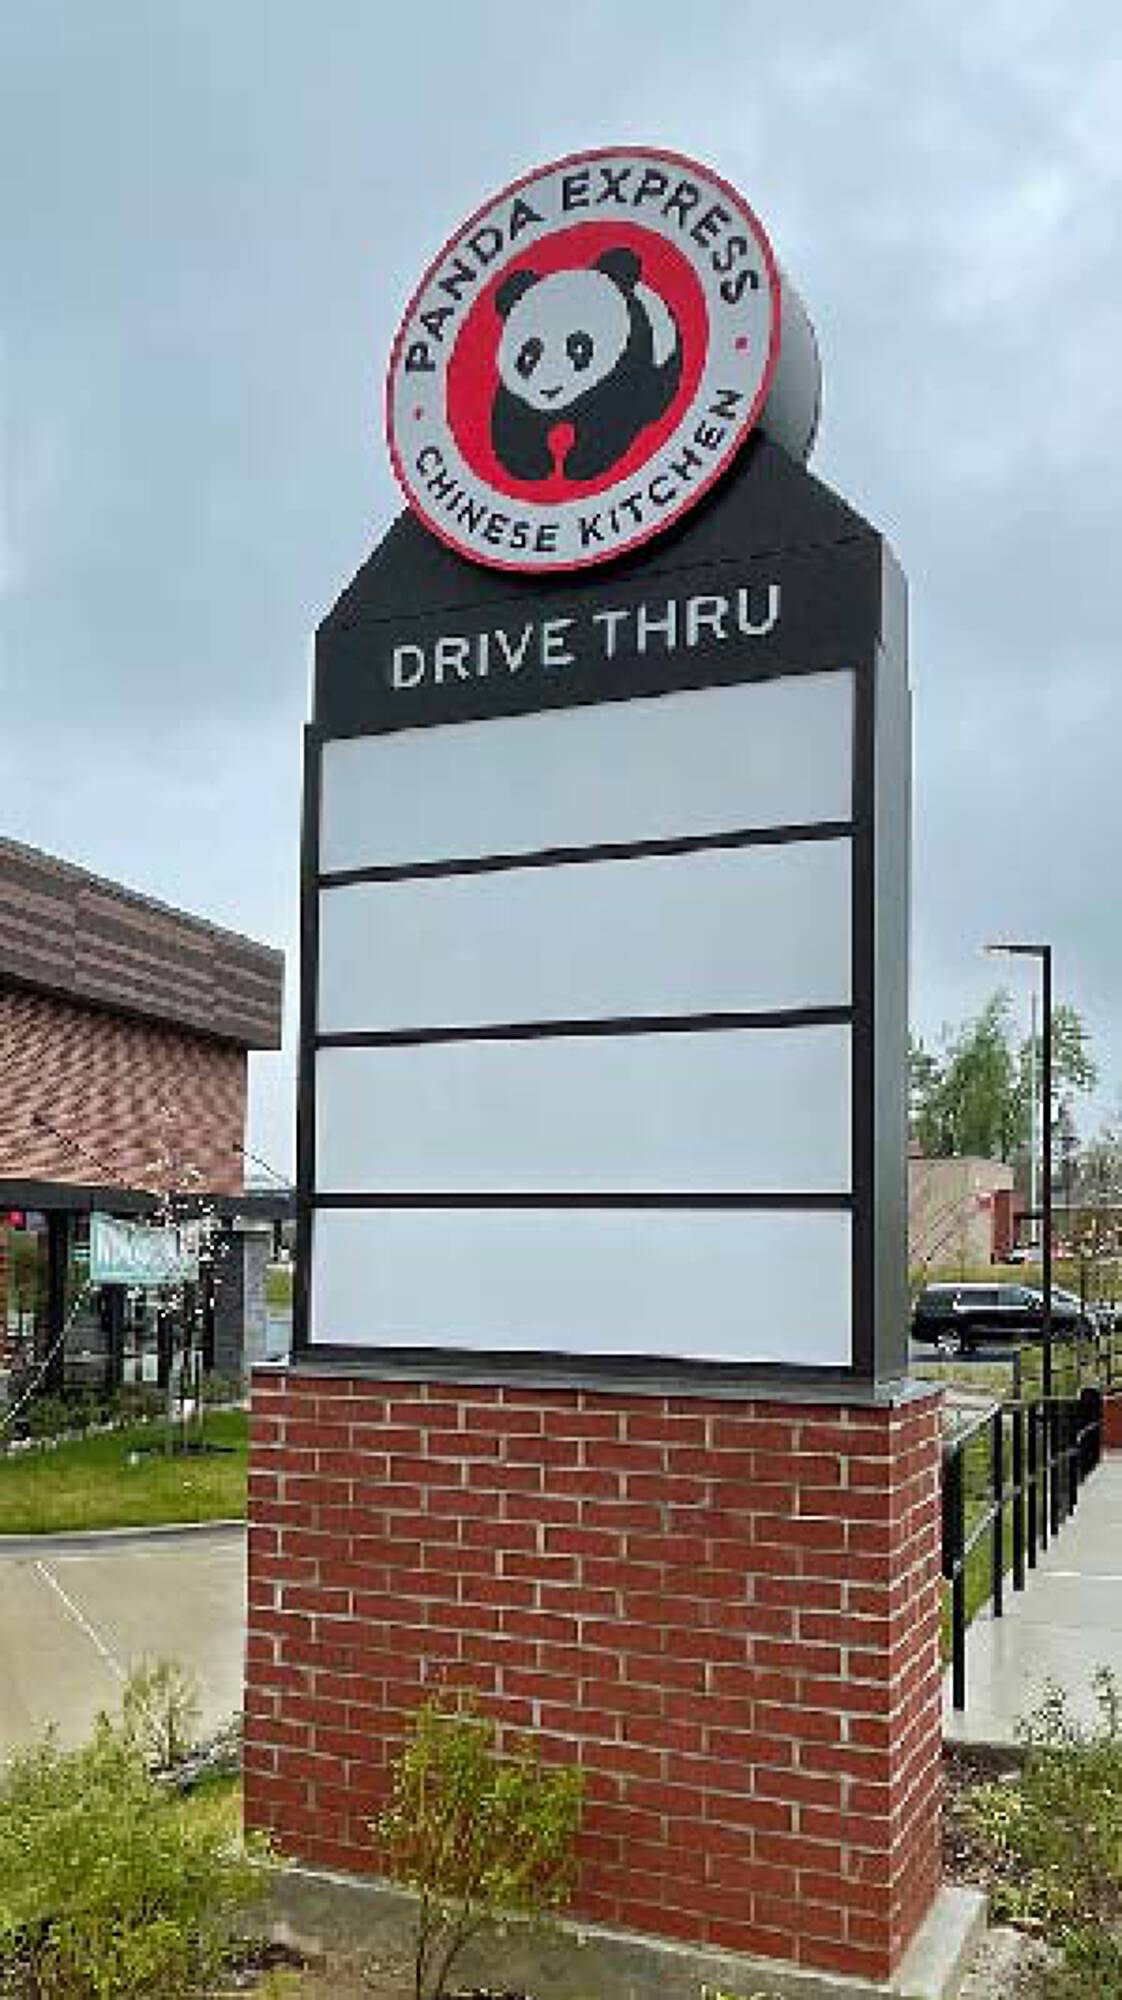 PANDA EXPRESS
CHINESE KITCHEN
DRIVE THRU